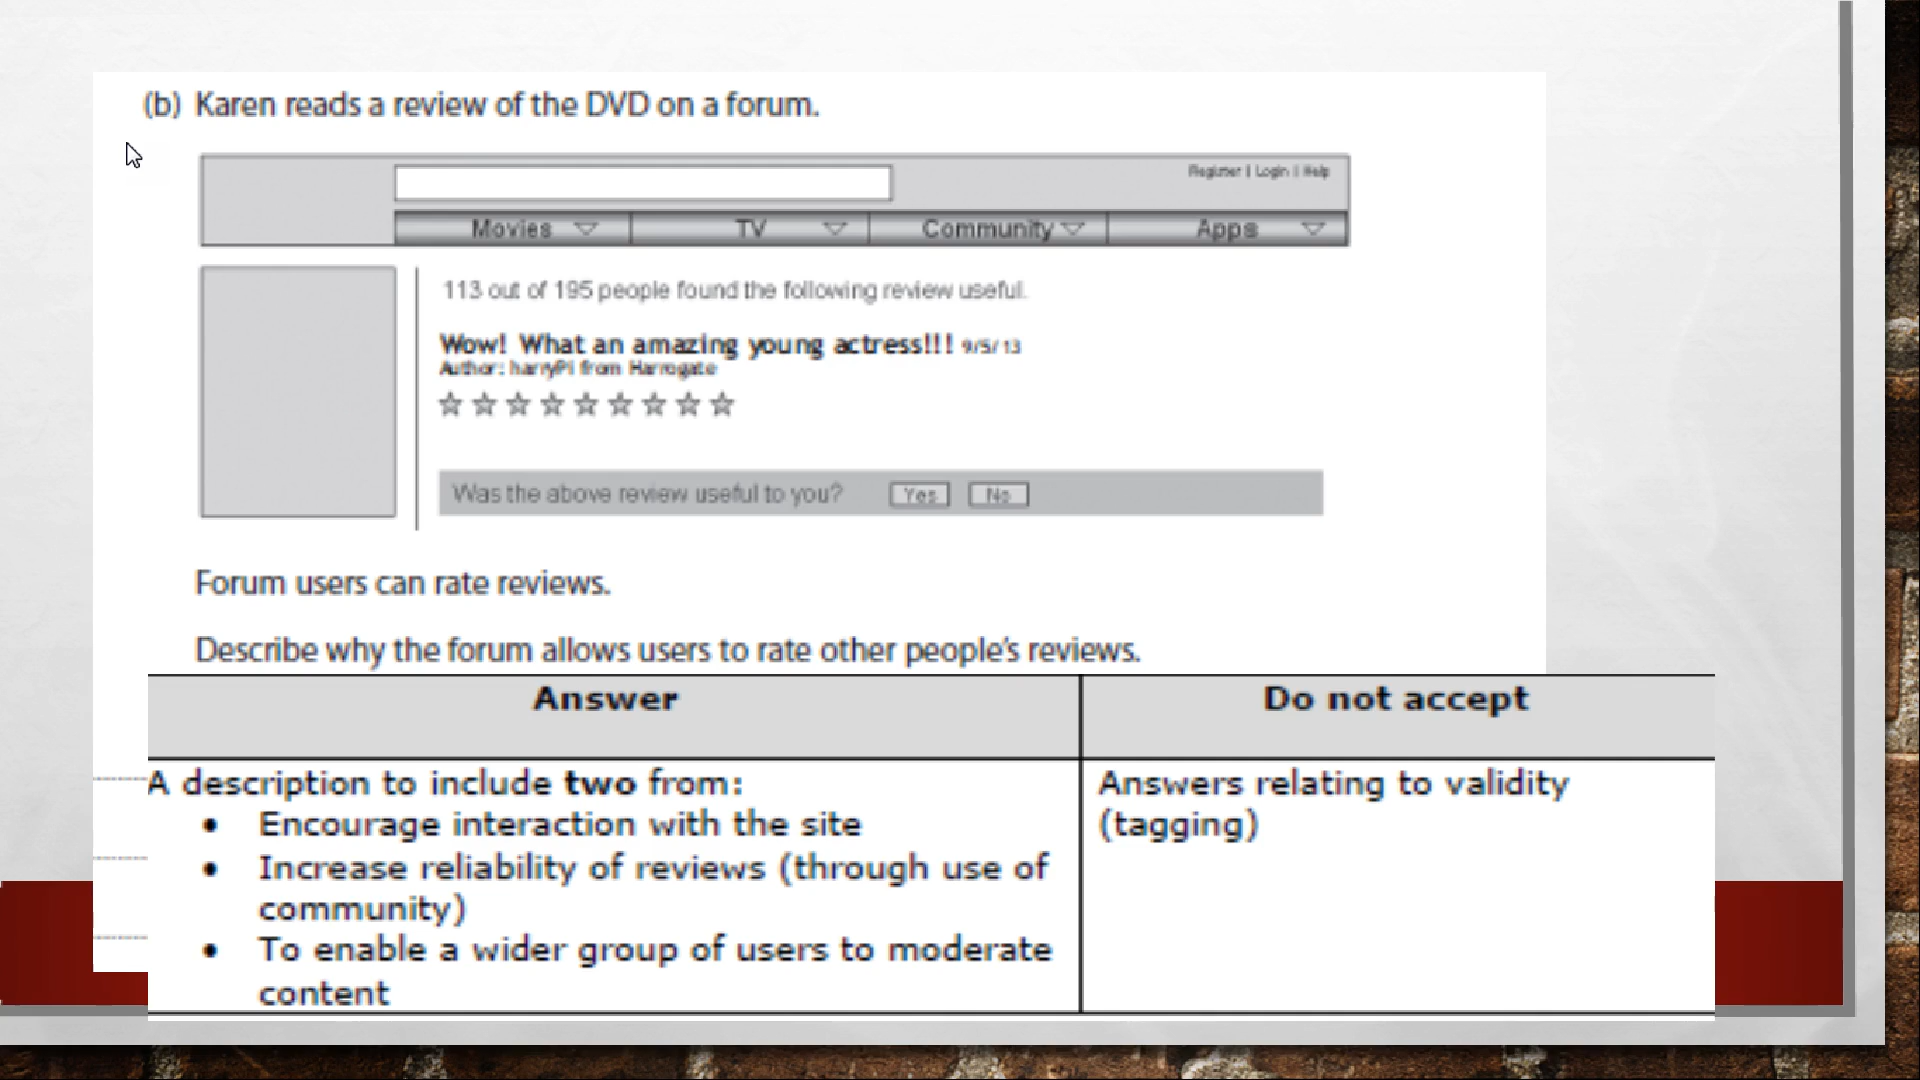 (b) Karen reads a review of the DVD on a forum.
Register | Login | Help
Movies TV Community Apps
113 out of 195 people found the following review useful.
Wow! What an amazing young actress!!! 9/5/13
Author: harryPi from Harrogate
Was the above review useful to you? Yes No
Forum users can rate reviews.
Describe why the forum allows users to rate other people's reviews.
Answer
Do not accept
A description to include two from:
• Encourage interaction with the site
• Increase reliability of reviews (through use of
community)
• To enable a wider group of users to moderate
content
Answers relating to validity
(tagging)